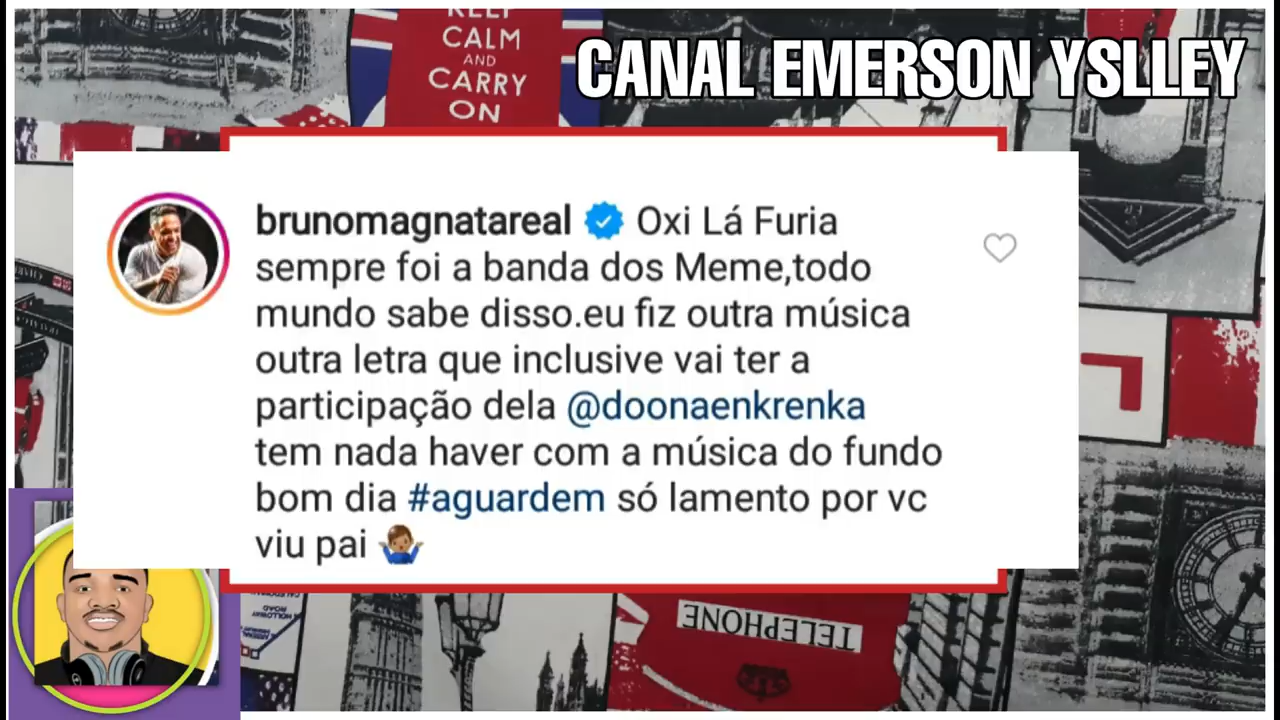 KEEP
CALM
AND
CARRY
ON
CANAL EMERSON YSLLEY
brunomagnatareal Oxi Lá Furia
sempre foi a banda dos Meme,todo
mundo sabe disso.eu fiz outra música
outra letra que inclusive vai ter a
participação dela @doonaenkrenka
tem nada haver com a música do fundo
bom dia #aguardem só lamento por vc
viu pai
TELEPHONE
HOLLOWAY
ROAD